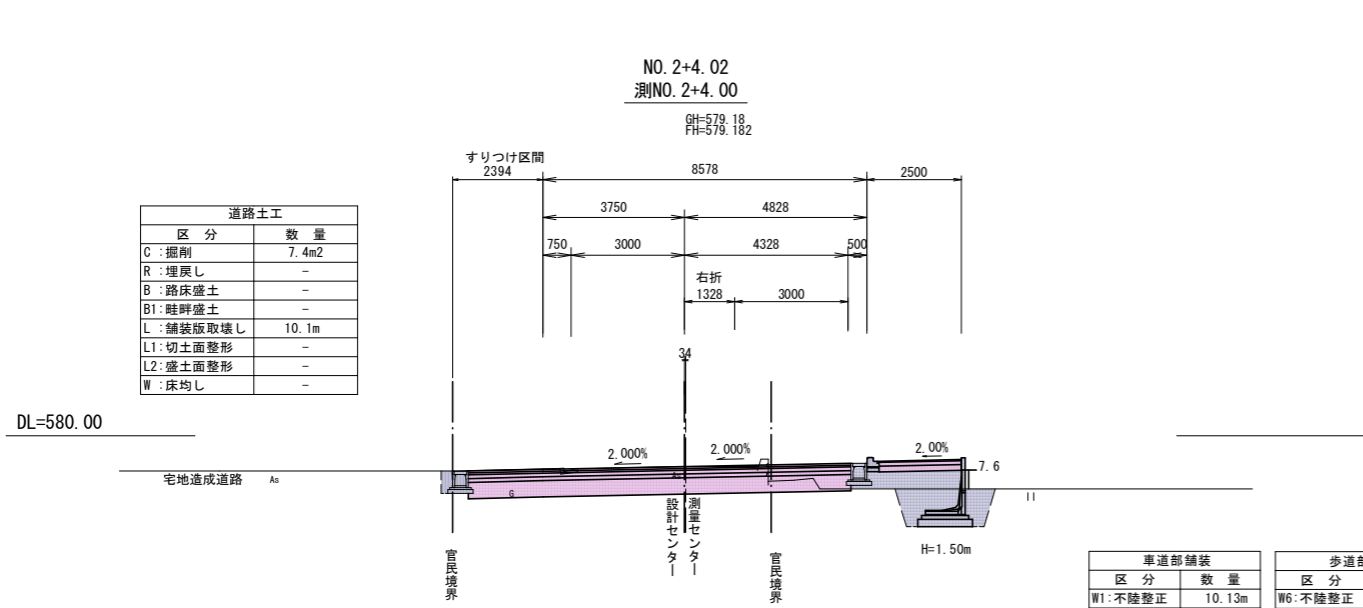 NO. 2+4. 02
測NO. 2+4. 00
GH=579. 18
FH=579. 182
すりつけ区間
2394
8578
2500
3750
4828
750
3000
4328
500
右折
1328
3000
34
道路土工
区 分 数 量
C :掘削 7. 4m2
R :埋戻し -
B :路床盛土 -
B1:畦畔盛土 -
L :舗装版取壊し 10. 1m
L1:切土面整形 -
L2:盛土面整形 -
W :床均し -
DL=580. 00
2. 000%
2. 000%
2. 00%
7. 6
宅地造成道路 As
G
設計センター
測量センター
官民境界
官民境界
H=1. 50m
車道部舗装
区 分 数 量
W1:不陸整正 10. 13m
歩道部
区 分
W6:不陸整正